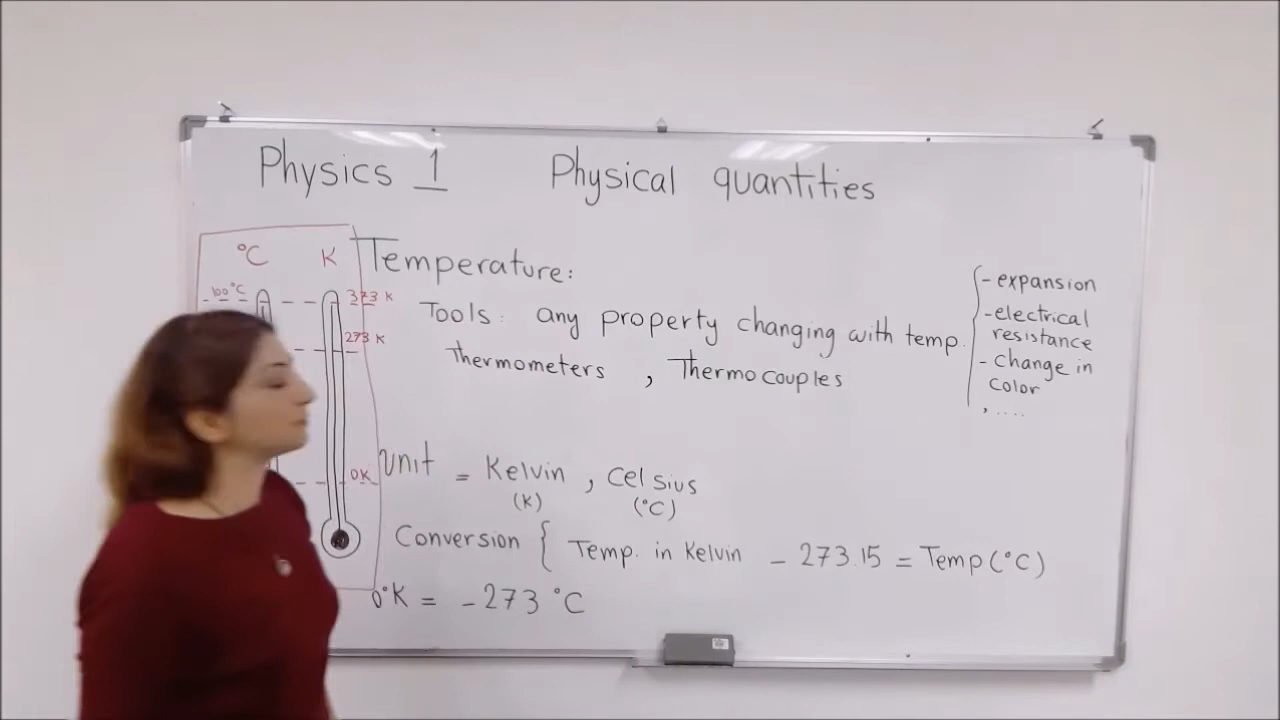 Physics 1 Physical quantities
°C K
100°C
373 K
273 K
0K
Temperature:
Tools: any property changing with temp.
Thermometers , Thermocouples
- expansion
- electrical
resistance
- change in
color
, ....
Unit = Kelvin , Celsius
(K) (°C)
Conversion { Temp. in Kelvin - 273.15 = Temp (°C)
0°K = -273 °C